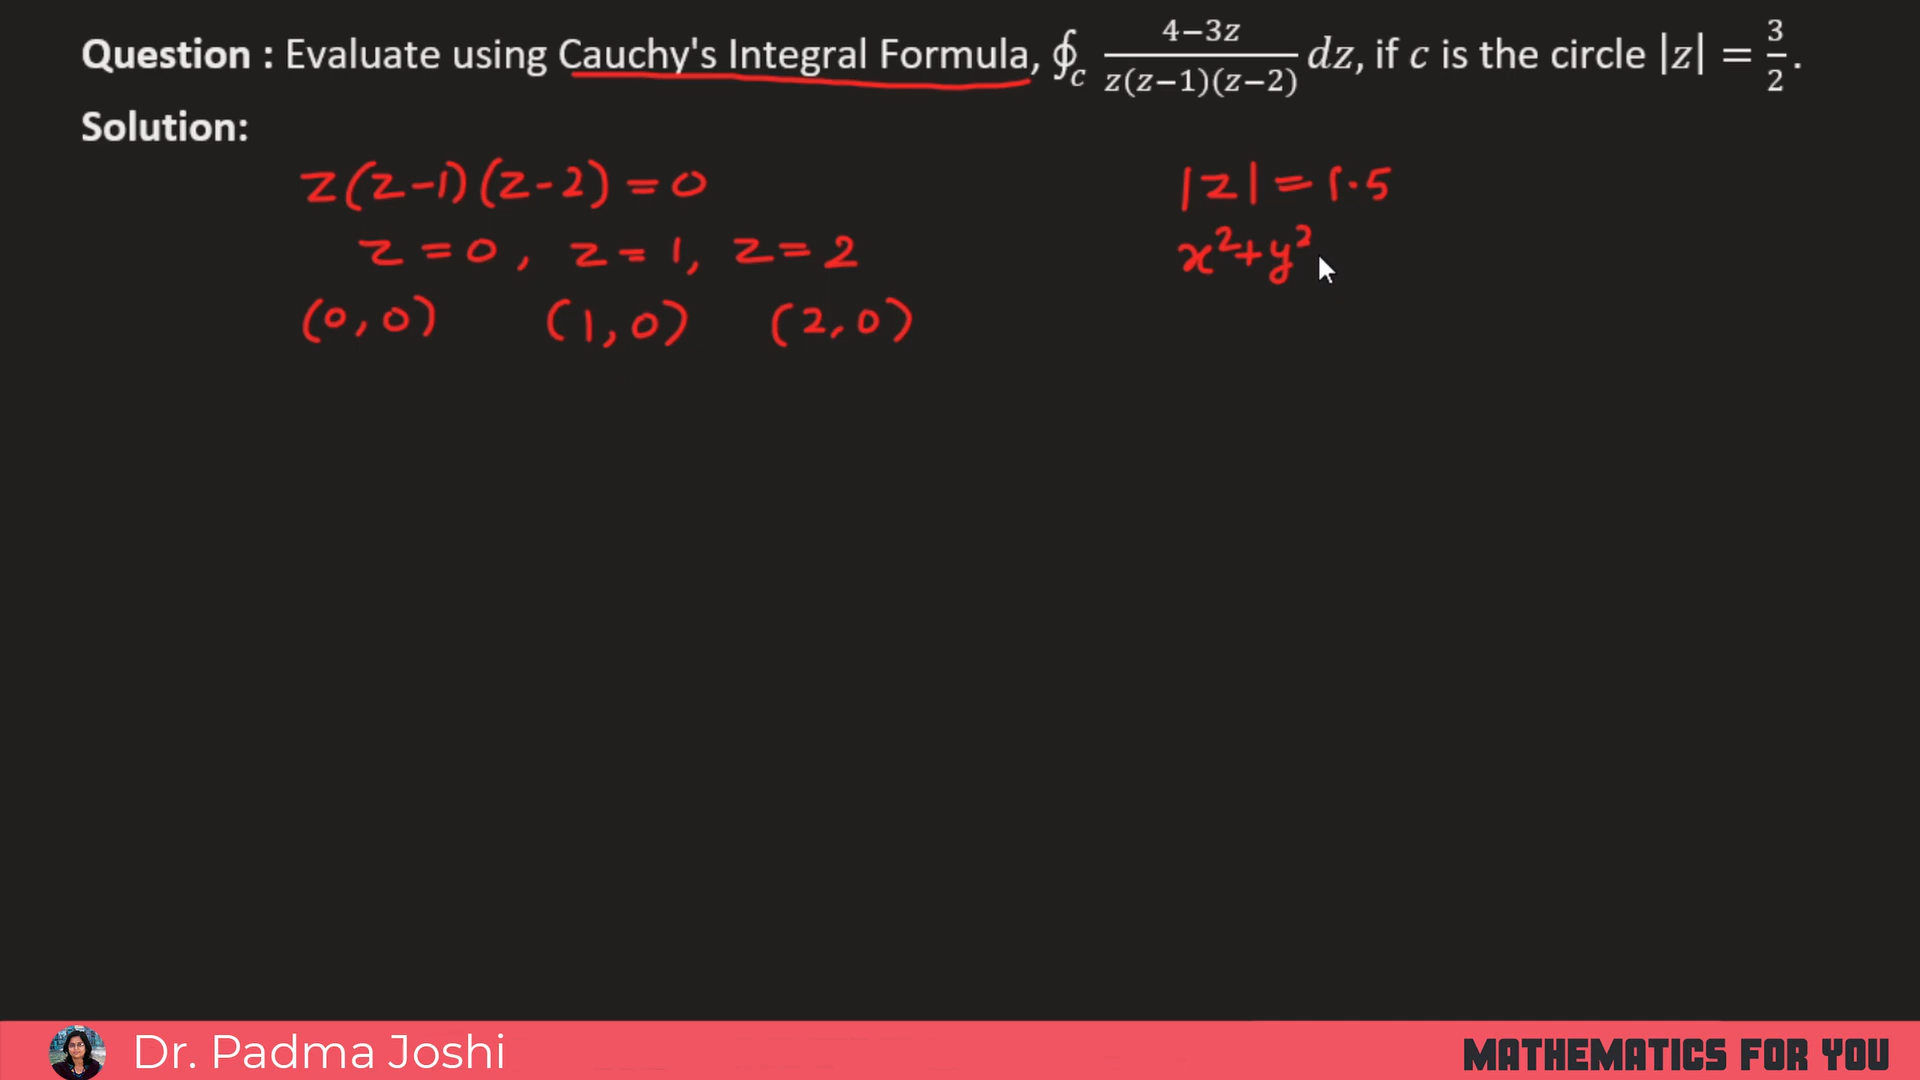 Question : Evaluate using Cauchy's Integral Formula, ∮_c (4−3z)/(z(z−1)(z−2)) dz, if c is the circle |z| = 3/2.
Solution:
z(z-1)(z-2) = 0
|z| = 1.5
z = 0, z = 1, z = 2
x²+y²
(0,0) (1,0) (2,0)
Dr. Padma Joshi
MATHEMATICS FOR YOU